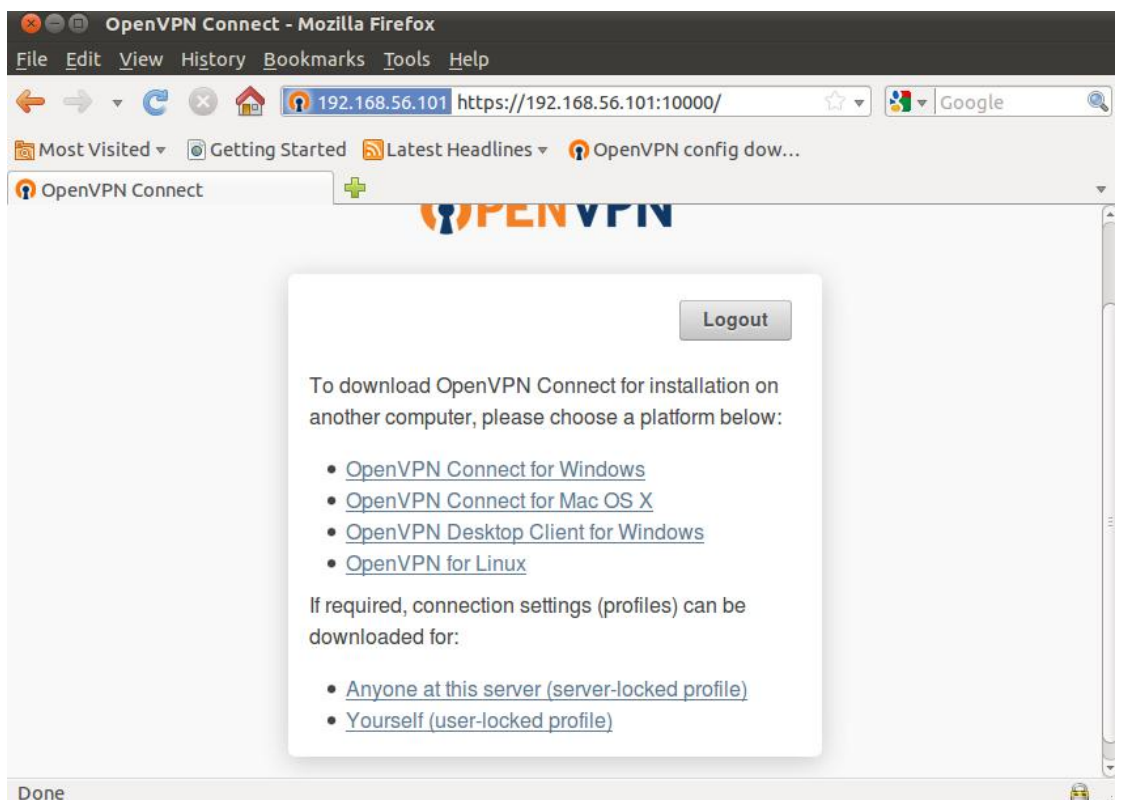 OpenVPN Connect - Mozilla Firefox
File Edit View History Bookmarks Tools Help
192.168.56.101 https://192.168.56.101:10000/ Google
Most Visited Getting Started Latest Headlines OpenVPN config dow...
OpenVPN Connect
OPENVPN
Logout
To download OpenVPN Connect for installation on
another computer, please choose a platform below:
• OpenVPN Connect for Windows
• OpenVPN Connect for Mac OS X
• OpenVPN Desktop Client for Windows
• OpenVPN for Linux
If required, connection settings (profiles) can be
downloaded for:
• Anyone at this server (server-locked profile)
• Yourself (user-locked profile)
Done